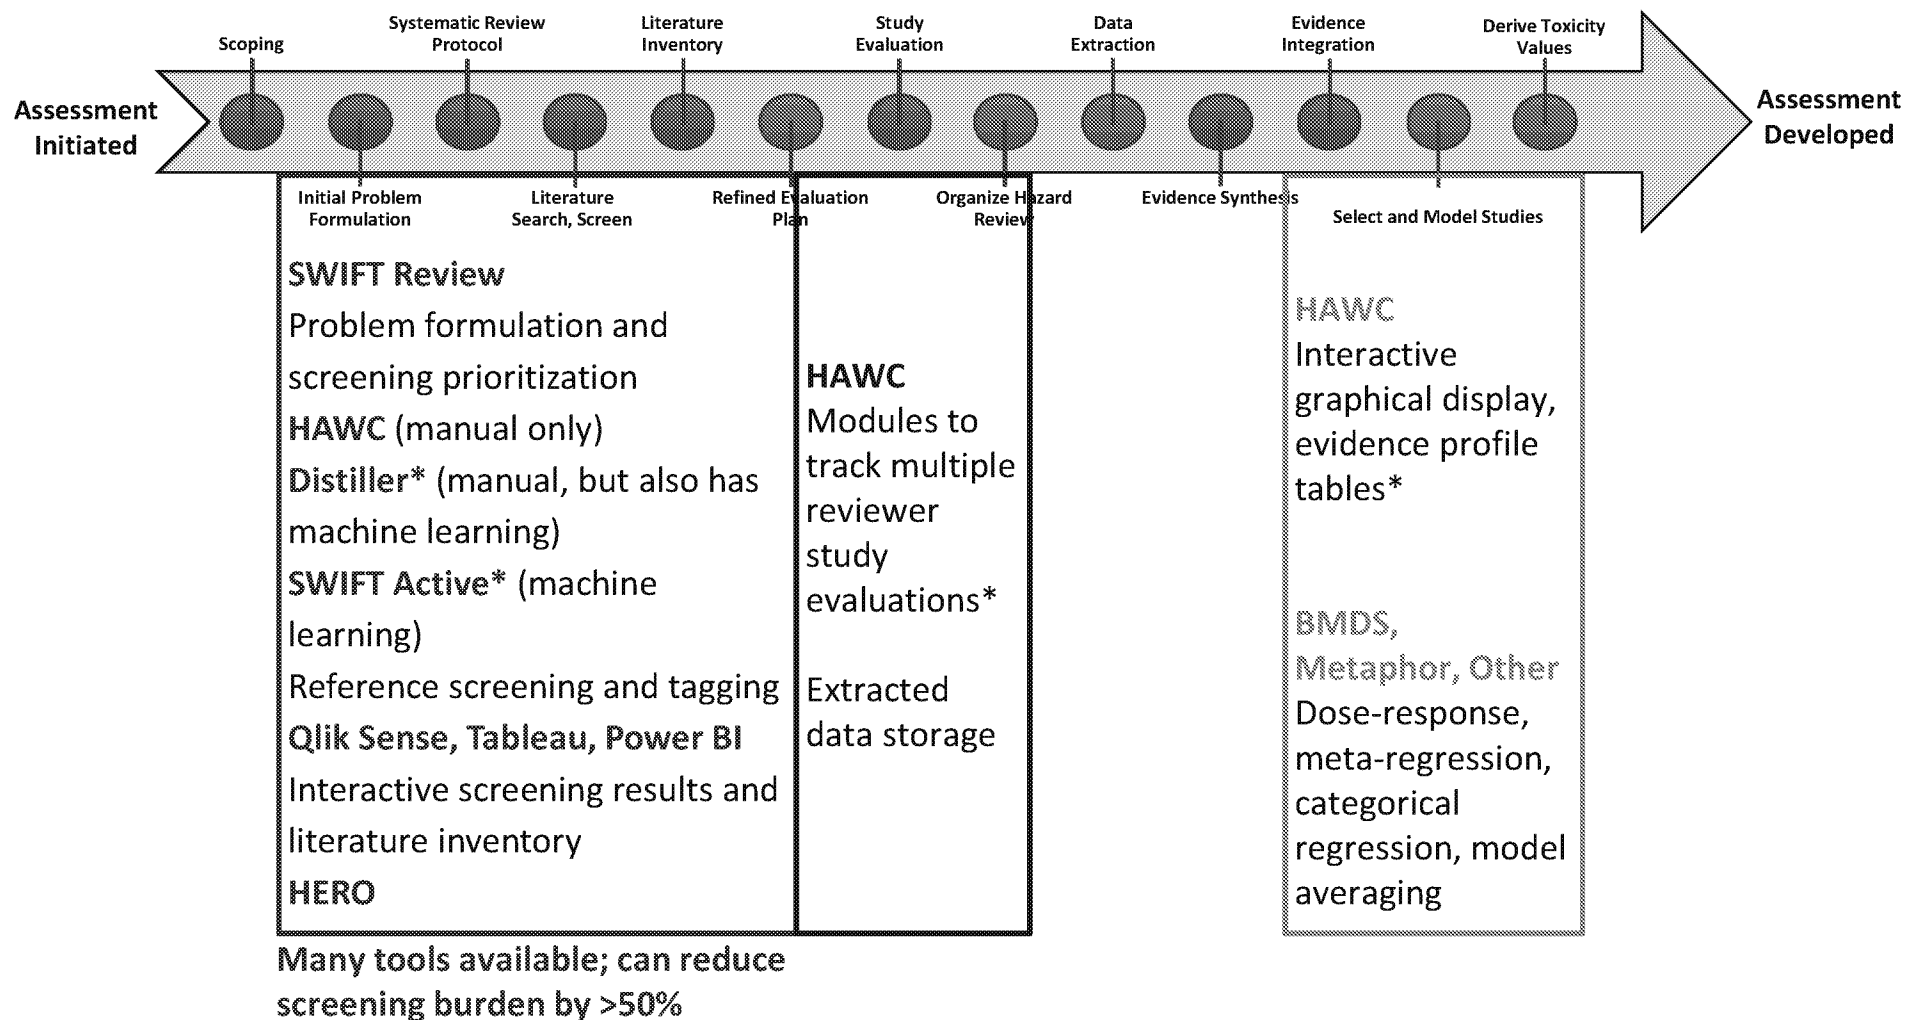 Scoping
Systematic Review
Protocol
Literature
Inventory
Study
Evaluation
Data
Extraction
Evidence
Integration
Derive Toxicity
Values
Assessment
Initiated
Assessment
Developed
Initial Problem
Formulation
Literature
Search, Screen
Refined Evaluation
Plan
Organize Hazard
Review
Evidence Synthesis
Select and Model Studies
SWIFT Review
Problem formulation and
screening prioritization
HAWC (manual only)
Distiller* (manual, but also has
machine learning)
SWIFT Active* (machine
learning)
Reference screening and tagging
Qlik Sense, Tableau, Power BI
Interactive screening results and
literature inventory
HERO
Many tools available; can reduce
screening burden by >50%
HAWC
Modules to
track multiple
reviewer
study
evaluations*
Extracted
data storage
HAWC
Interactive
graphical display,
evidence profile
tables*
BMDS,
Metaphor, Other
Dose-response,
meta-regression,
categorical
regression, model
averaging